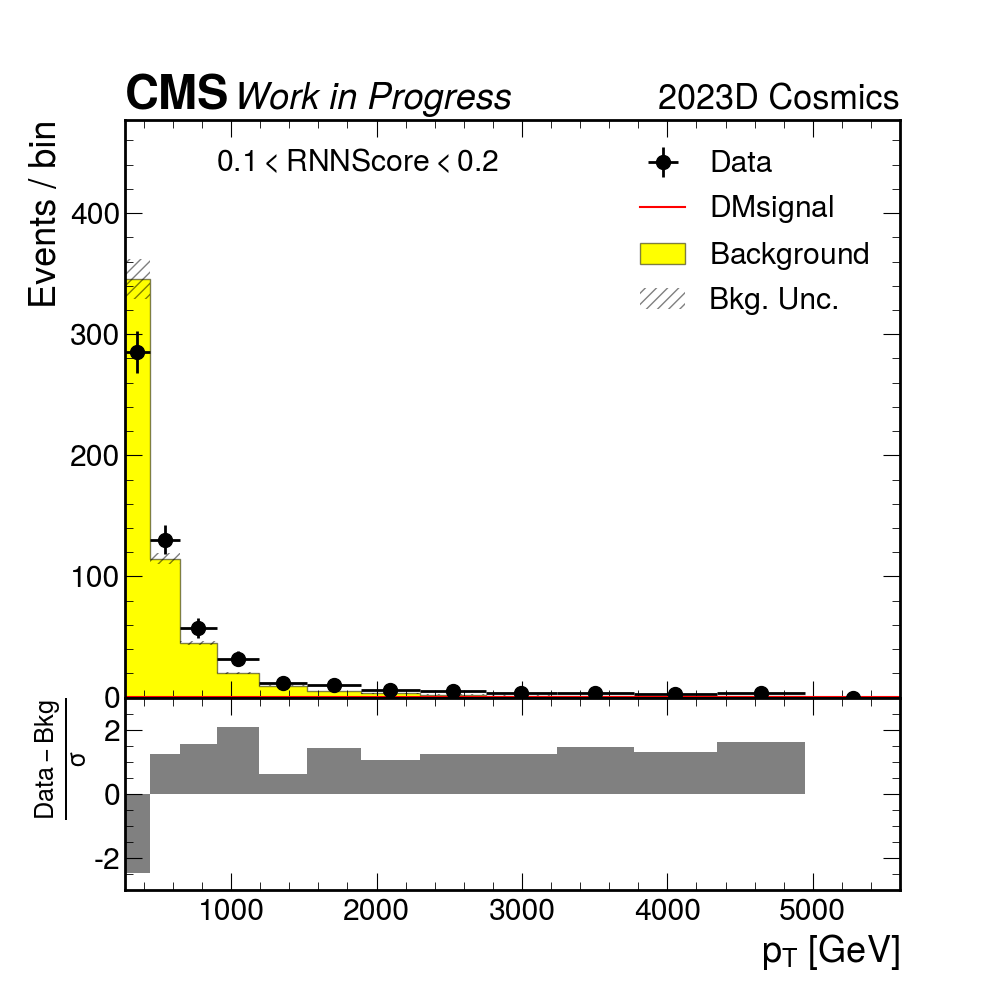 CMS Work in Progress 2023D Cosmics
Events / bin
0.1 < RNNScore < 0.2
Data
DMsignal
Background
Bkg. Unc.
400
300
200
100
0
Data – Bkg
σ
2
0
-2
1000 2000 3000 4000 5000
pT [GeV]